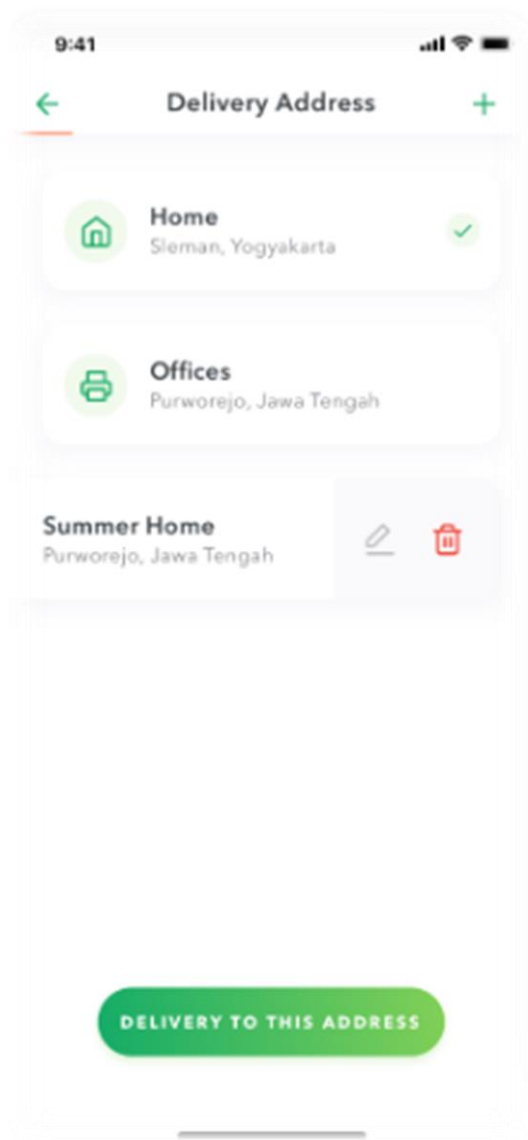 9:41
Delivery Address
Home
Sleman, Yogyakarta
Offices
Purworejo, Jawa Tengah
Summer Home
Purworejo, Jawa Tengah
DELIVERY TO THIS ADDRESS